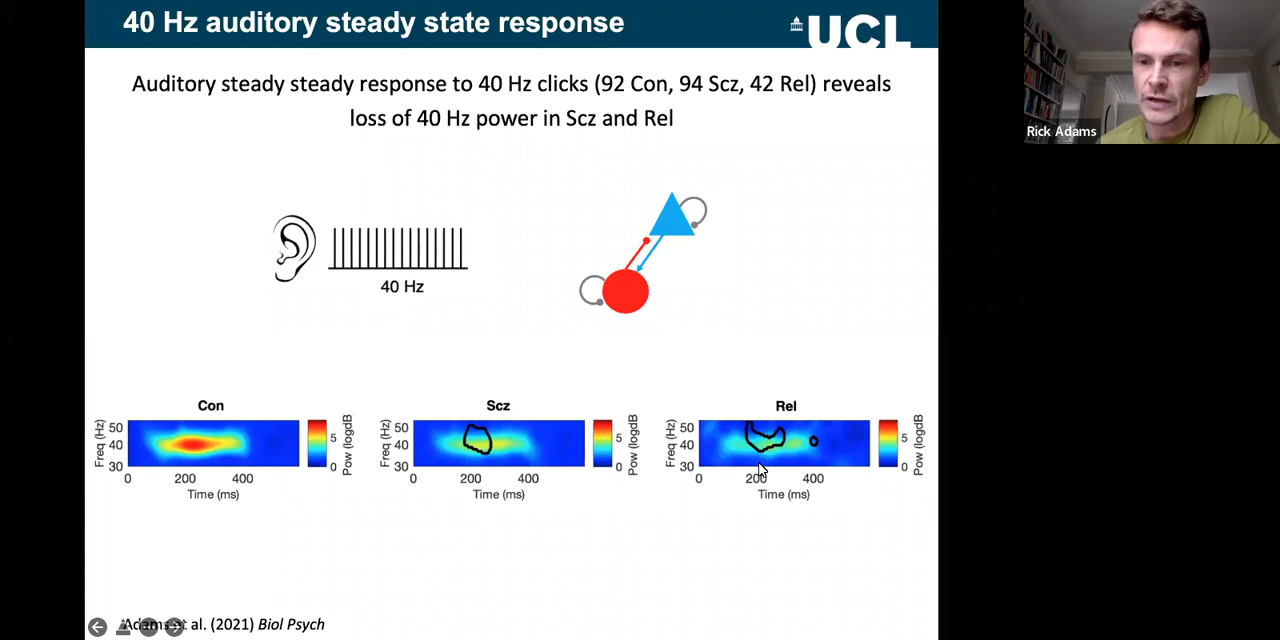 40 Hz auditory steady state response
UCL
Auditory steady steady response to 40 Hz clicks (92 Con, 94 Scz, 42 Rel) reveals
loss of 40 Hz power in Scz and Rel
Rick Adams
40 Hz
Con
Freq (Hz)
50
40
30
0
200
400
Time (ms)
5
0
Pow (logdB
Scz
Freq (Hz)
50
40
30
0
200
400
Time (ms)
5
0
Pow (logdB
Rel
Freq (Hz)
50
40
30
0
200
400
Time (ms)
5
0
Pow (logdB
Adams et al. (2021) Biol Psych